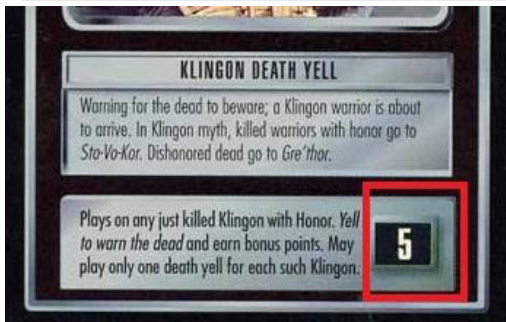 KLINGON DEATH YELL
Warning for the dead to beware; a Klingon warrior is about
to arrive. In Klingon myth, killed warriors with honor go to
Sto-Vo-Kor. Dishonored dead go to Gre'thor.
Plays on any just killed Klingon with Honor. Yell
to warn the dead and earn bonus points. May
play only one death yell for each such Klingon.
5